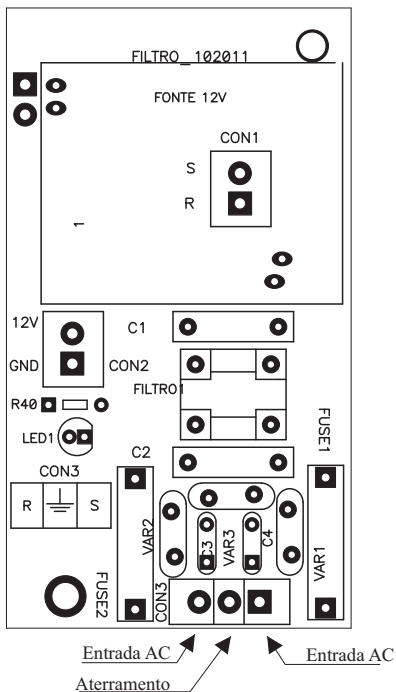 FILTRO_102011
FONTE 12V
CON1
S
R
1
12V
C1
GND
CON2
FILTRO1
R40
LED1
FUSE1
C2
CON3
R
S
VAR2
C3
VAR3
C4
VAR1
FUSE2
CON3
Entrada AC
Entrada AC
Aterramento